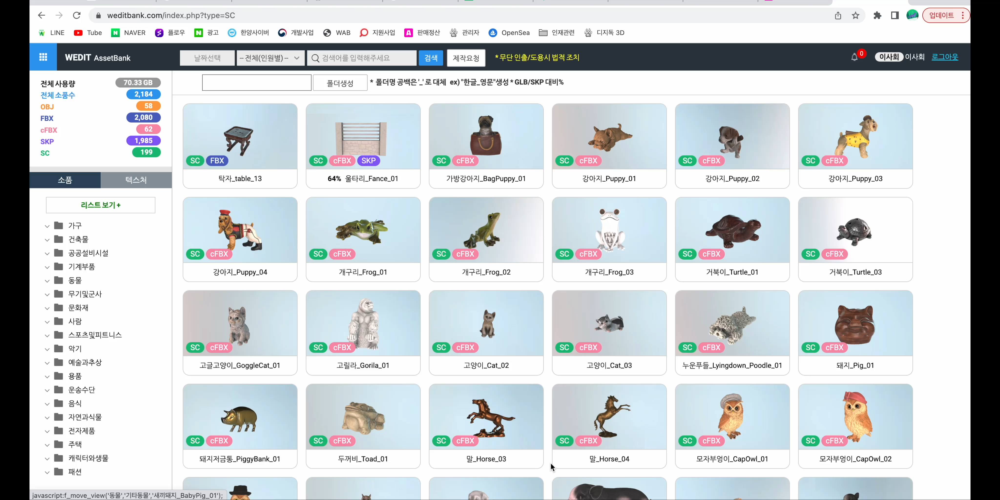 weditbank.com/index.php?type=SC
업데이트
LINE Tube NAVER 플로우 광고 한양사이버 개발사업 WAB 지원사업 판매정산 관리자 OpenSea 인재관련 디지독 3D
WEDIT AssetBank 날짜선택 -- 전체(인원별) -- 검색어를 입력해주세요 검색 제작요청 * 무단 인출/도용시 법적 조치 0 이사회 이사회 로그아웃
전체 사용량 70.33 GB
전체 소품수 2,184
OBJ 58
FBX 2,080
cFBX 62
SKP 1,985
SC 199
소품 텍스처
리스트 보기 +
가구
건축물
공공설비시설
기계부품
동물
무기및군사
문화재
사람
스포츠및피트니스
악기
예술과추상
용품
운송수단
음식
자연과식물
전자제품
주택
캐릭터와생물
패션
폴더생성 * 폴더명 공백은 '_' 로 대체 ex) "한글_영문"생성 * GLB/SKP 대비%
SC FBX SC cFBX SKP SC cFBX SC cFBX SC cFBX SC cFBX
탁자_table_13 64% 울타리_Fance_01 가방강아지_BagPuppy_01 강아지_Puppy_01 강아지_Puppy_02 강아지_Puppy_03
SC cFBX SC cFBX SC cFBX SC cFBX SC cFBX SC cFBX
강아지_Puppy_04 개구리_Frog_01 개구리_Frog_02 개구리_Frog_03 거북이_Turtle_01 거북이_Turtle_03
SC cFBX SC cFBX SC cFBX SC cFBX SC cFBX SC cFBX
고글고양이_GoggleCat_01 고릴라_Gorila_01 고양이_Cat_02 고양이_Cat_03 누운푸들_Lyingdown_Poodle_01 돼지_Pig_01
SC cFBX SC cFBX SC cFBX SC cFBX SC cFBX SC cFBX
돼지저금통_PiggyBank_01 두꺼비_Toad_01 말_Horse_03 말_Horse_04 모자부엉이_CapOwl_01 모자부엉이_CapOwl_02
javascript:f_move_view('동물','기타동물','새끼돼지_BabyPig_01');